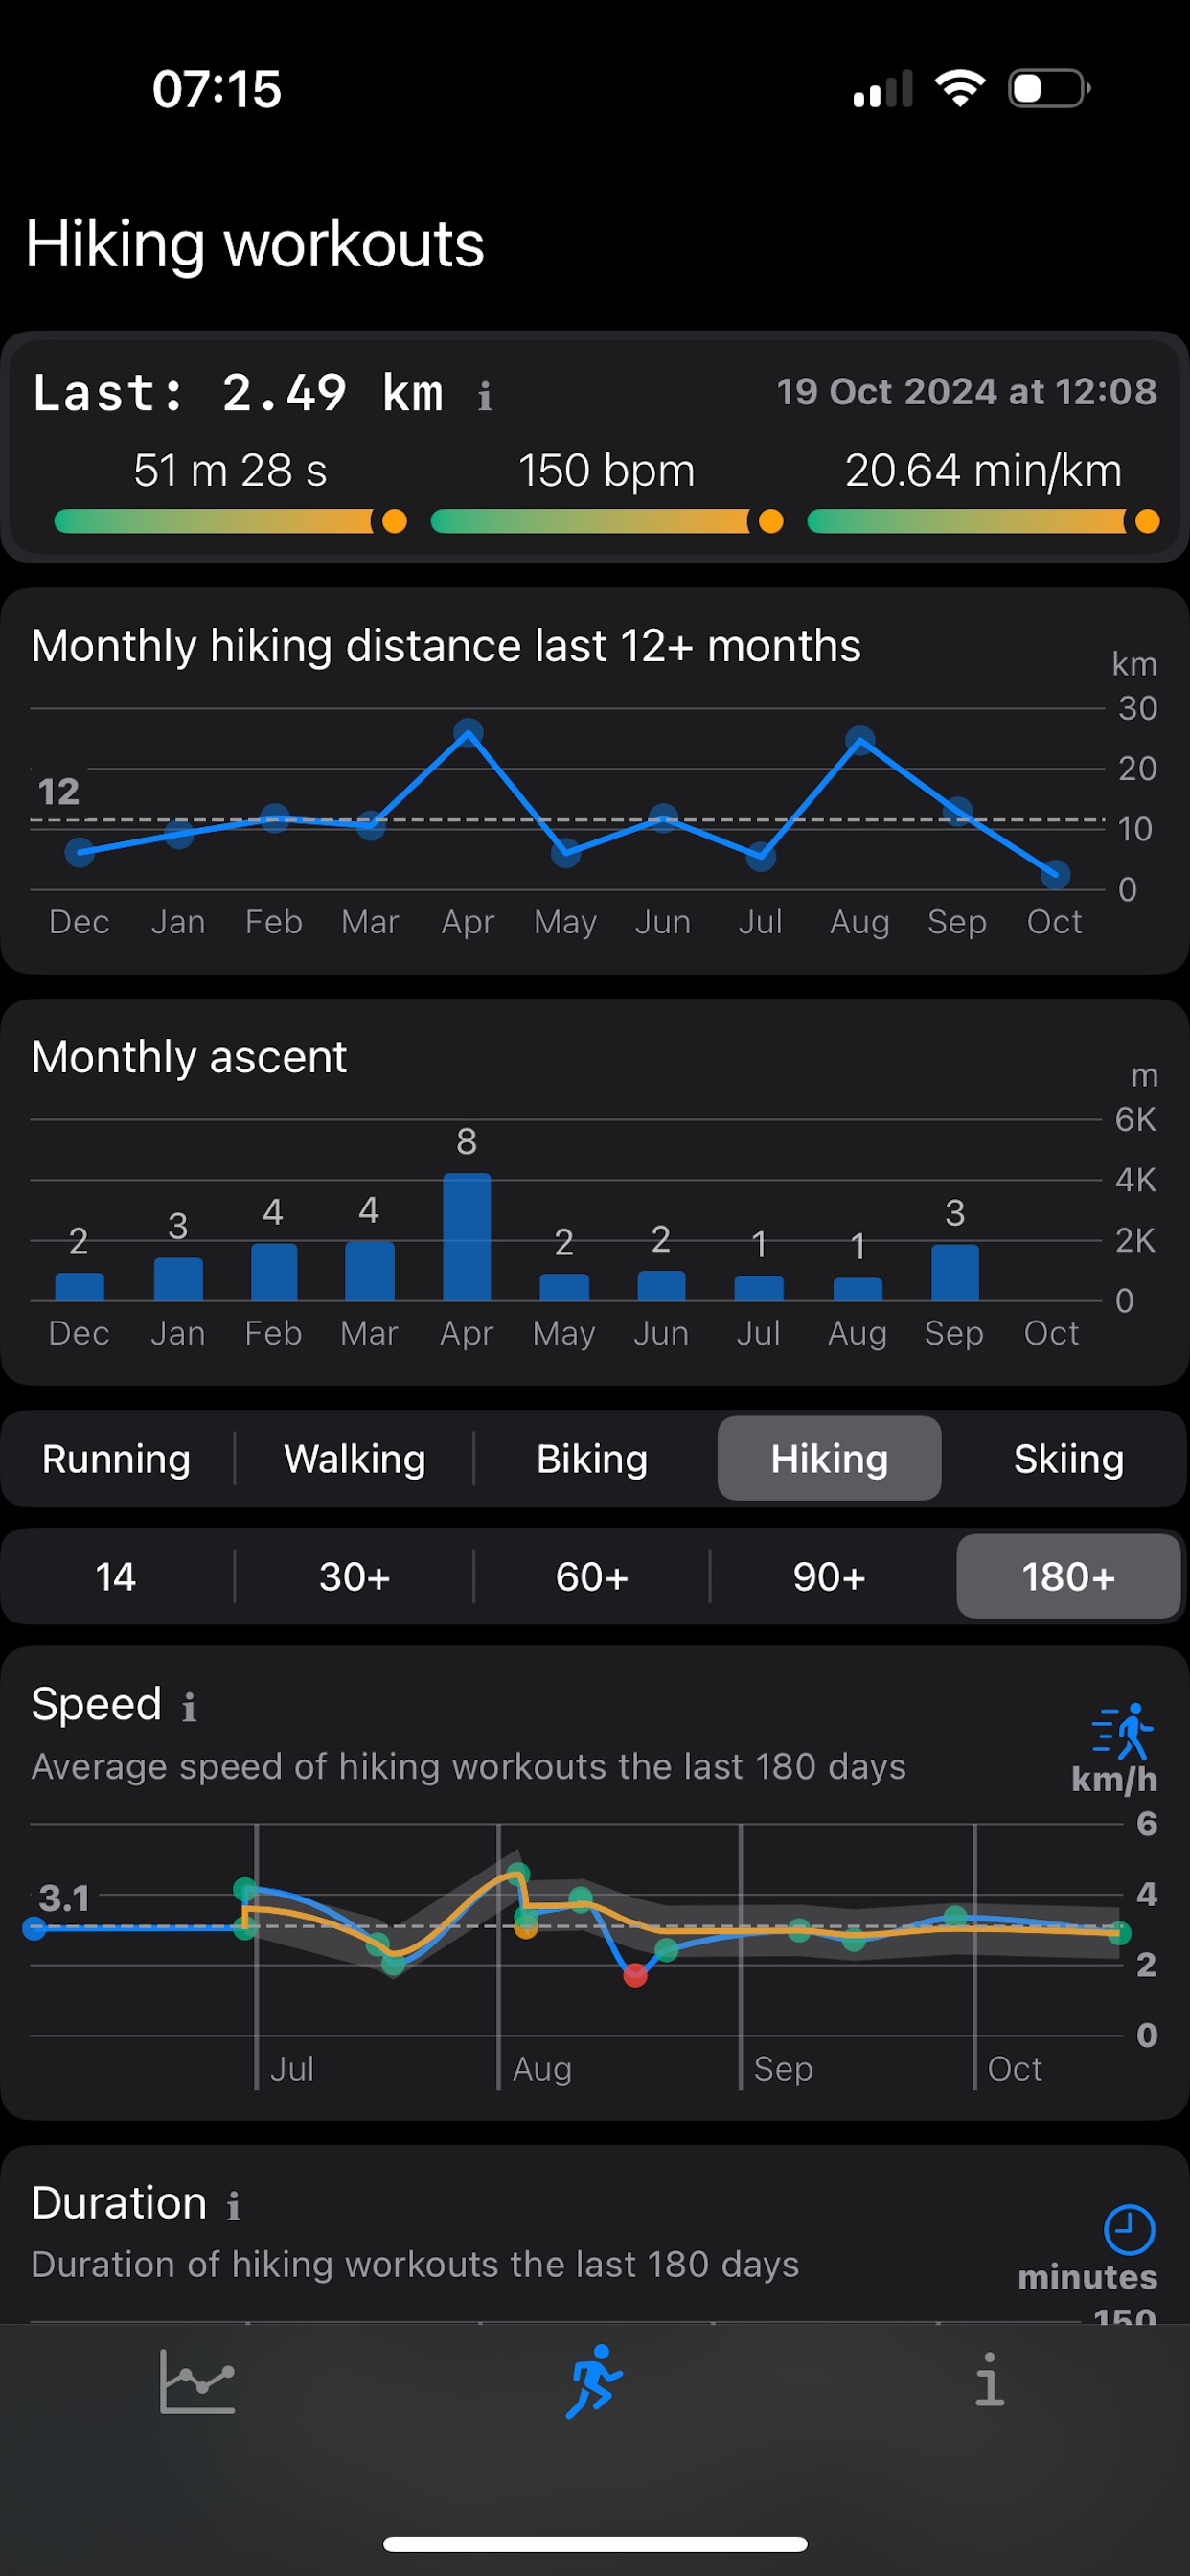 07:15
Hiking workouts
Last: 2.49 km i 19 Oct 2024 at 12:08
51 m 28 s 150 bpm 20.64 min/km
Monthly hiking distance last 12+ months
km
30
20
12
10
0
Dec Jan Feb Mar Apr May Jun Jul Aug Sep Oct
Monthly ascent
m
6K
8
4K
2 3 4 4 2 2 1 1 3
2K
0
Dec Jan Feb Mar Apr May Jun Jul Aug Sep Oct
Running Walking Biking Hiking Skiing
14 30+ 60+ 90+ 180+
Speed i
Average speed of hiking workouts the last 180 days
km/h
6
3.1 4
2
0
Jul Aug Sep Oct
Duration i
Duration of hiking workouts the last 180 days
minutes
150
i